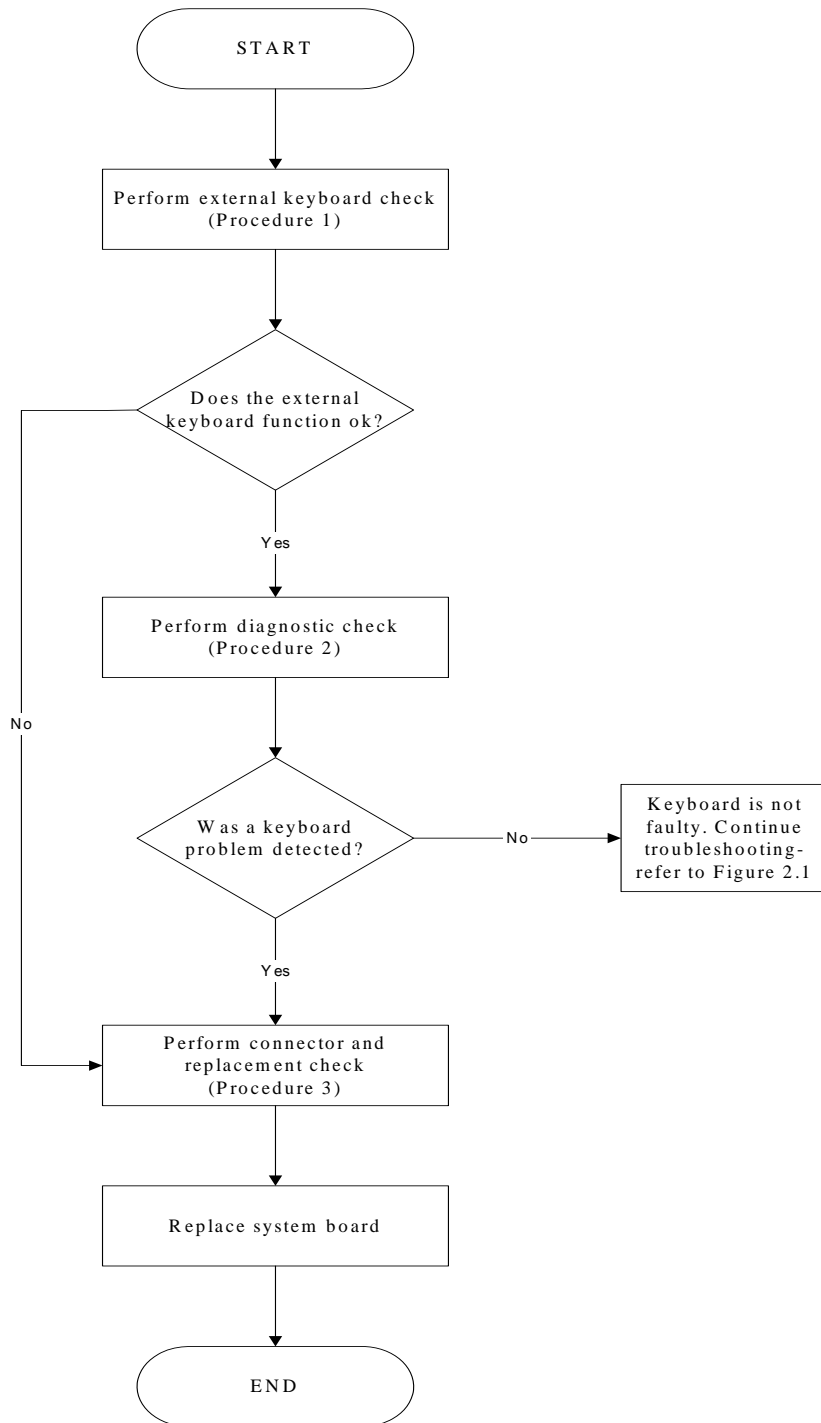 START
Perform external keyboard check
(Procedure 1)
Does the external
keyboard function ok?
Yes
Perform diagnostic check
(Procedure 2)
No
Was a keyboard
problem detected?
No
Keyboard is not
faulty. Continue
troubleshooting-
refer to Figure 2.1
Yes
Perform connector and
replacement check
(Procedure 3)
Replace system board
END